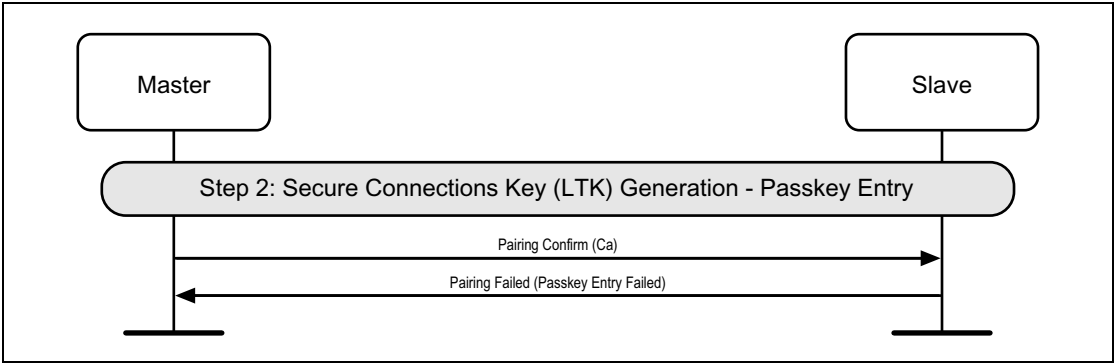 Master
Slave
Step 2: Secure Connections Key (LTK) Generation - Passkey Entry
Pairing Confirm (Ca)
Pairing Failed (Passkey Entry Failed)